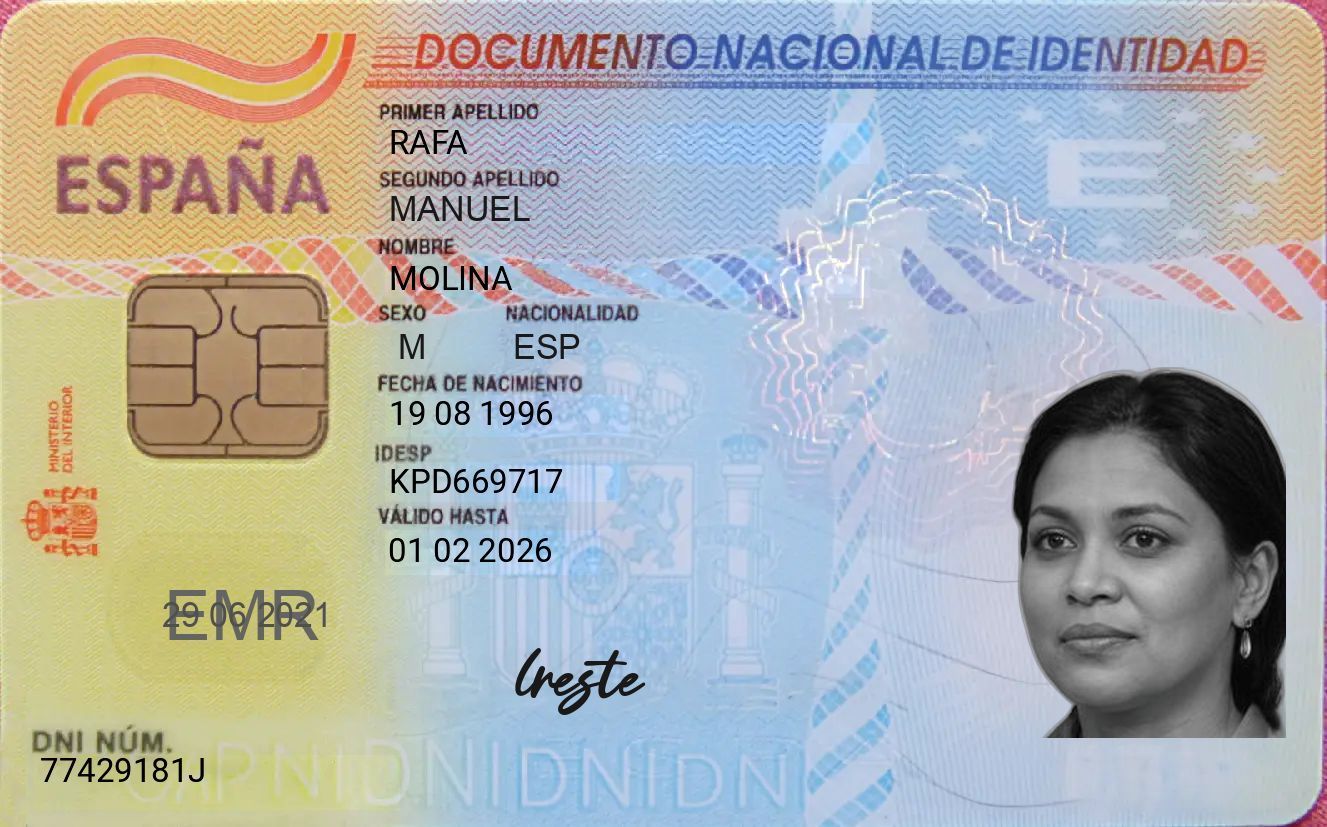 DOCUMENTO NACIONAL DE IDENTIDAD
ESPAÑA
PRIMER APELLIDO
RAFA
SEGUNDO APELLIDO
MANUEL
NOMBRE
MOLINA
SEXO NACIONALIDAD
M ESP
FECHA DE NACIMIENTO
19 08 1996
IDESP
KPD669717
VÁLIDO HASTA
01 02 2026
MINISTERIO
DEL INTERIOR
E
EMR
29 06 2021
lreste
DNI NÚM.
77429181J